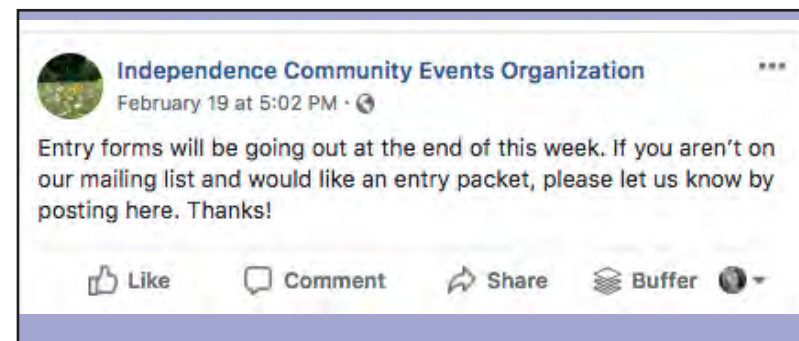 Independence Community Events Organization
February 19 at 5:02 PM ·
Entry forms will be going out at the end of this week. If you aren't on
our mailing list and would like an entry packet, please let us know by
posting here. Thanks!
Like Comment Share Buffer